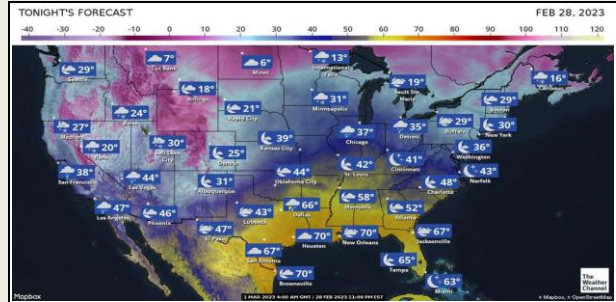 TONIGHT'S FORECAST
FEB 28, 2023
-40 -30 -20 -10 0 10 20 30 40 50 60 70 80 90 100 110 120
7°
Cut Bank
6°
Minot
13°
International Falls
16°
Caribou
29°
Seattle
18°
Billings
31°
Minneapolis
19°
Sault Ste Marie
29°
Boston
24°
Boise
21°
Rapid City
29°
Buffalo
30°
New York
27°
Medford
30°
Salt Lake City
39°
Kansas City
37°
Chicago
35°
Detroit
36°
Washington
20°
Reno
25°
Denver
42°
St. Louis
41°
Cincinnati
43°
Norfolk
38°
San Francisco
44°
Las Vegas
31°
Albuquerque
44°
Oklahoma City
58°
Memphis
48°
Charlotte
47°
Los Angeles
46°
Phoenix
43°
Lubbock
66°
Dallas
52°
Atlanta
47°
El Paso
70°
Houston
70°
New Orleans
67°
Jacksonville
67°
San Antonio
65°
Tampa
70°
Brownsville
63°
Miami
1 MAR 2023 4:00 AM GMT / 28 FEB 2023 11:00 PM EST
The Weather Channel
Mapbox
© Mapbox, © OpenStreetMap